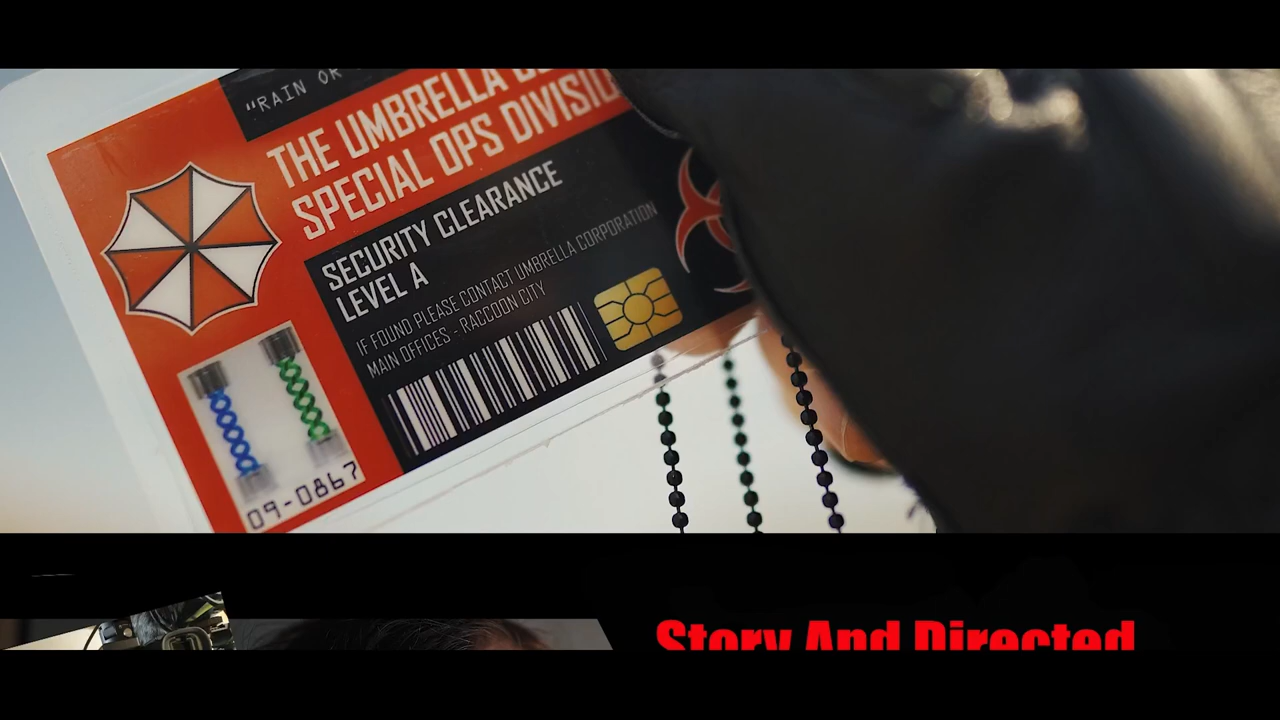 "RAIN OR
THE UMBRELLA
SPECIAL OPS DIVISION
SECURITY CLEARANCE
LEVEL A
IF FOUND PLEASE CONTACT UMBRELLA CORPORATION
MAIN OFFICES - RACCOON CITY
09-0867
Story And Directed